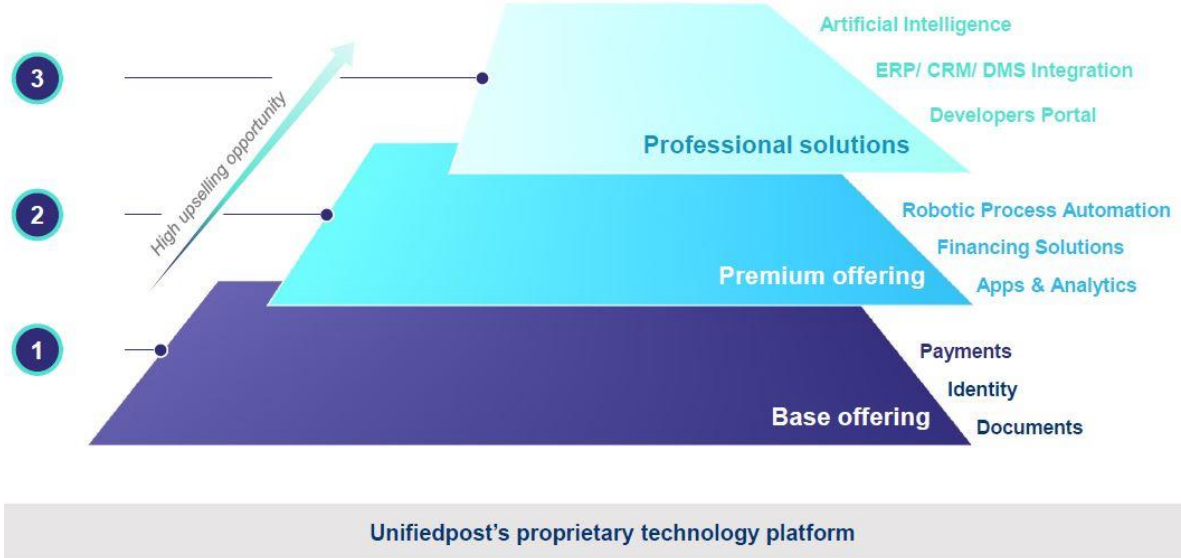 Artificial Intelligence
3
ERP/ CRM/ DMS Integration
Developers Portal
Professional solutions
High upselling opportunity
2
Robotic Process Automation
Financing Solutions
Premium offering
Apps & Analytics
1
Payments
Identity
Base offering
Documents
Unifiedpost’s proprietary technology platform